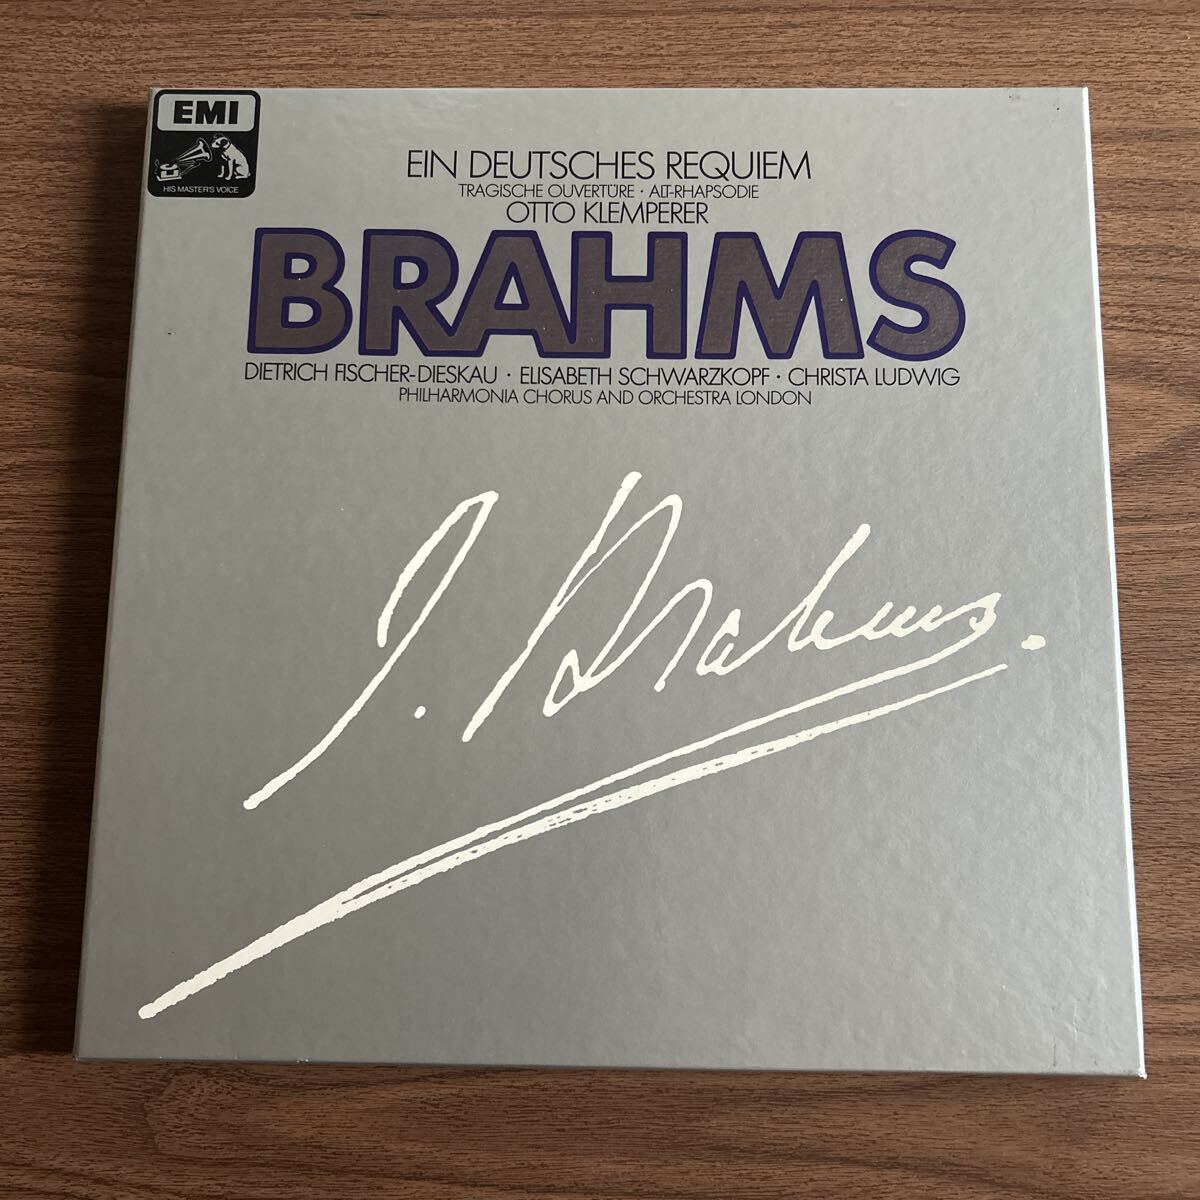 EMI
HIS MASTER'S VOICE
EIN DEUTSCHES REQUIEM
TRAGISCHE OUVERTÜRE · ALT-RHAPSODIE
OTTO KLEMPERER
BRAHMS
DIETRICH FISCHER-DIESKAU · ELISABETH SCHWARZKOPF · CHRISTA LUDWIG
PHILHARMONIA CHORUS AND ORCHESTRA LONDON
J. Brahms.